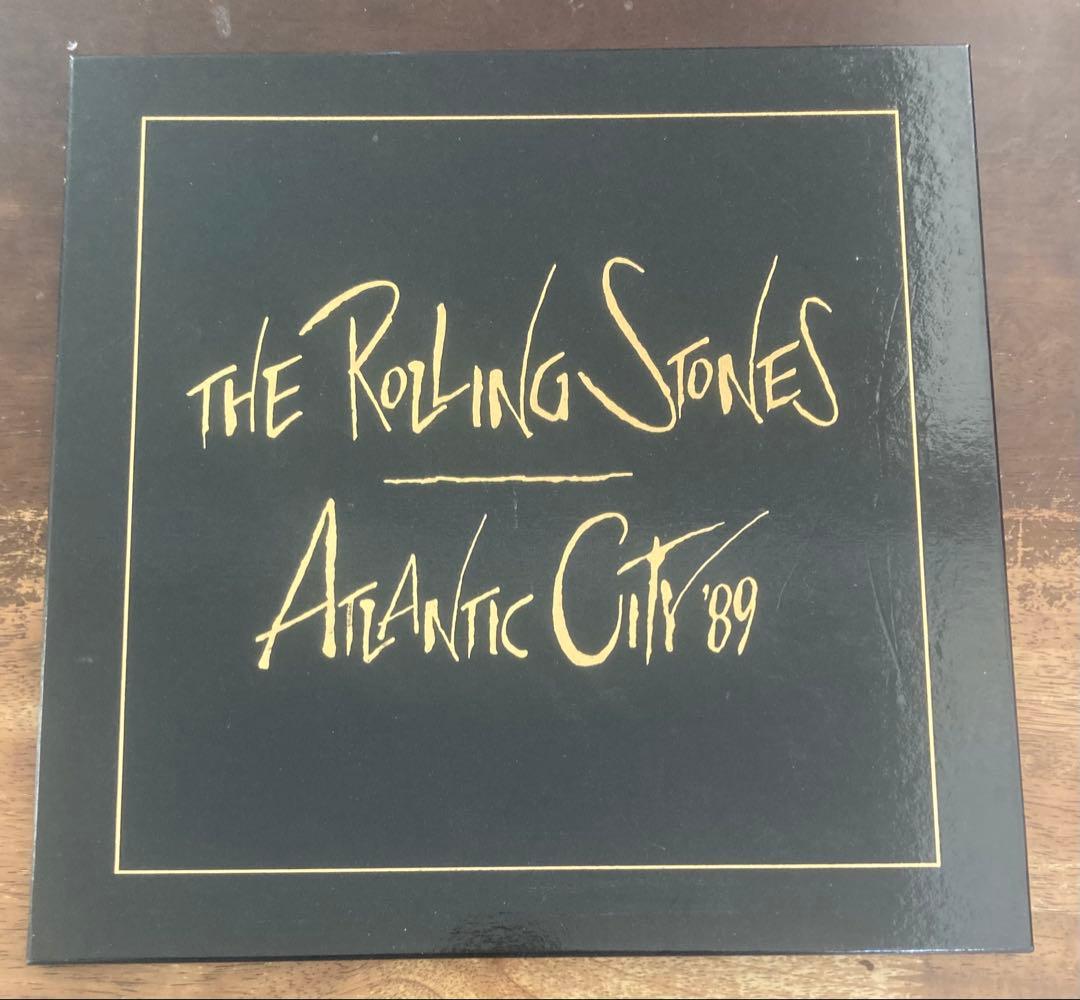 THE ROLLING STONES
ATLANTIC CITY '89